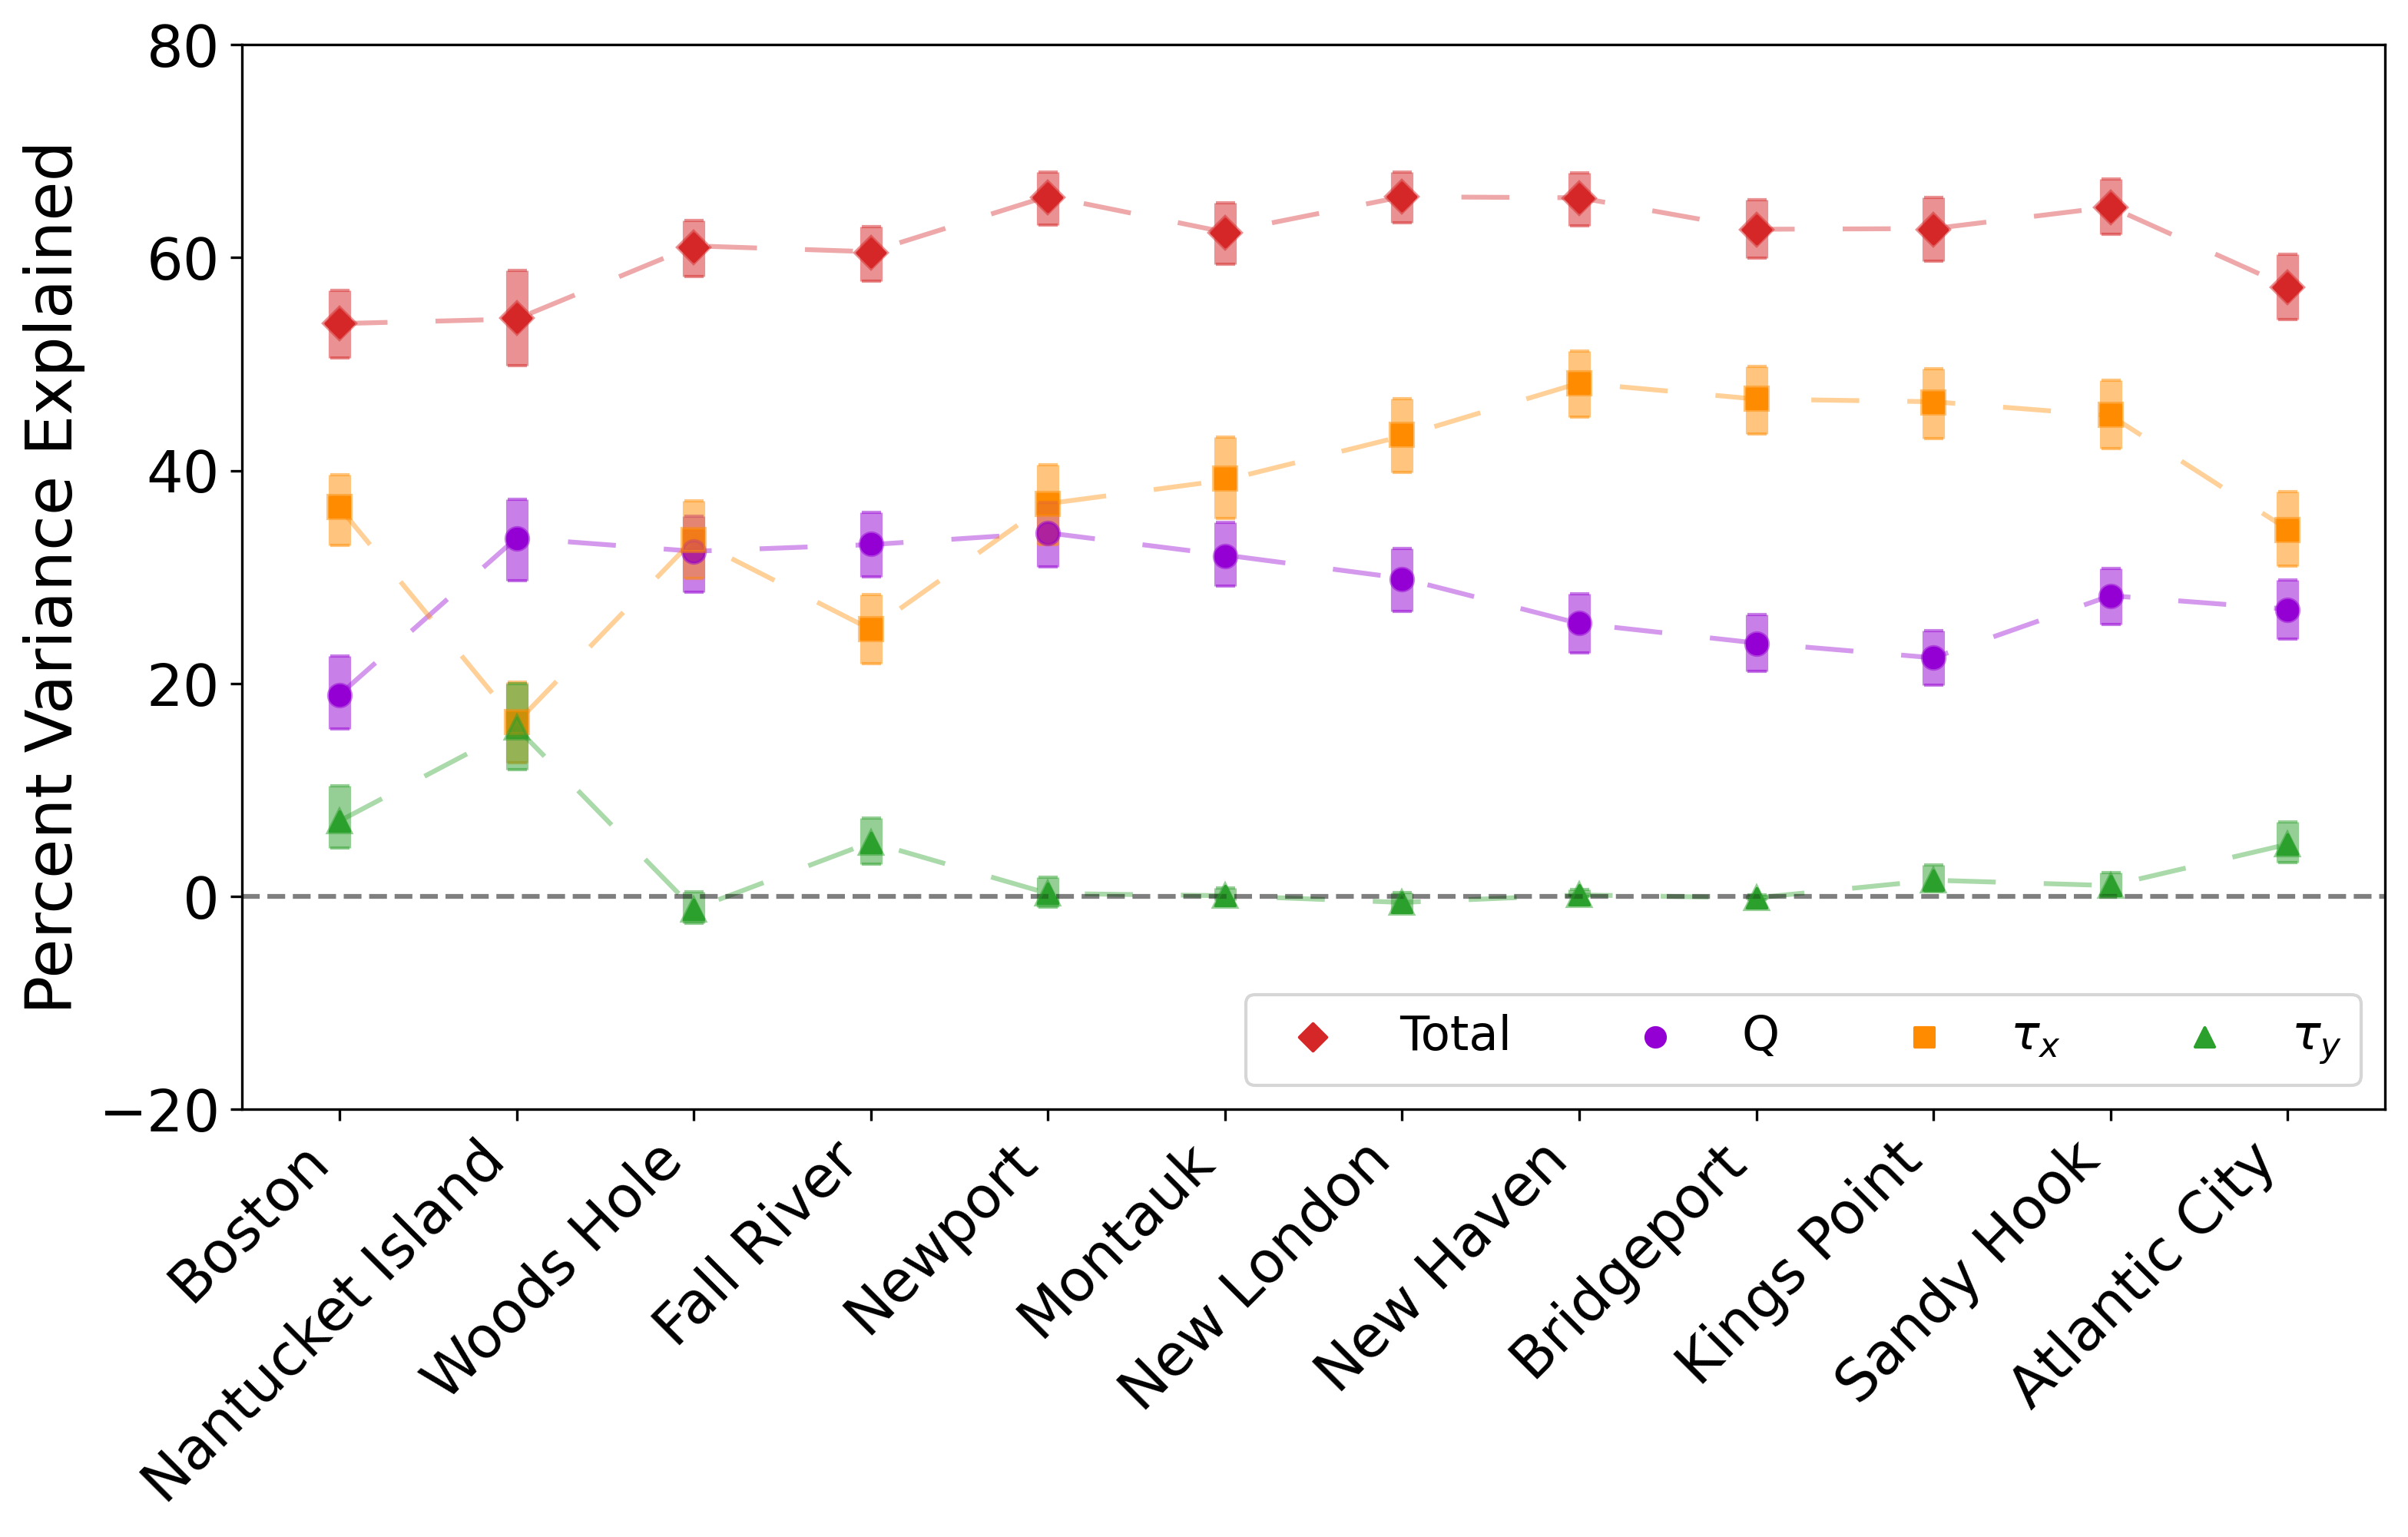 Percent Variance Explained
80
60
40
20
0
−20
Total Q τx τy
Boston
Nantucket Island
Woods Hole
Falll River
Newport
Montauk
New London
New Haven
Bridgeport
Kings Point
Sandy Hook
Atlantic City